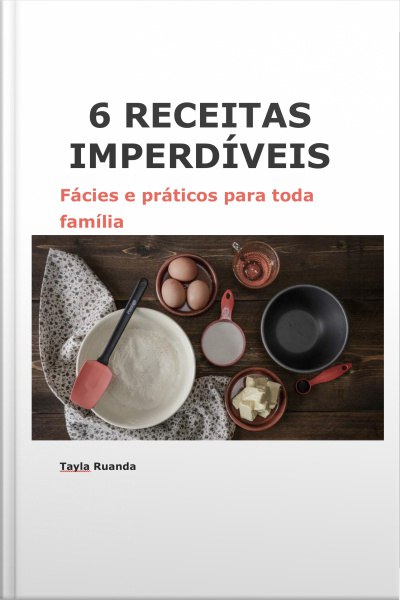 6 RECEITAS
IMPERDÍVEIS
Fácies e práticos para toda
família
Tayla Ruanda